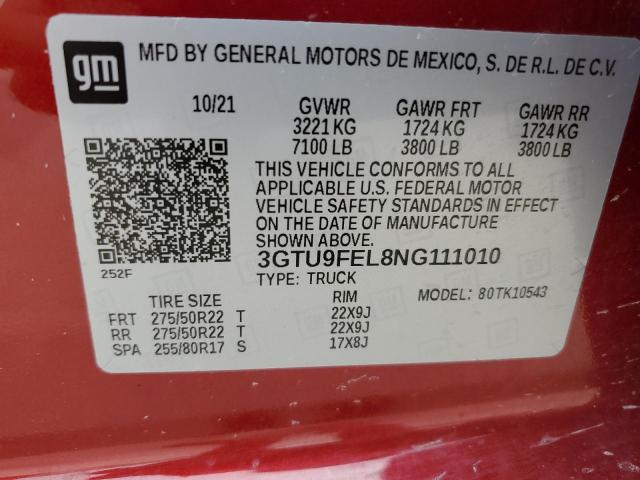 gm
MFD BY GENERAL MOTORS DE MEXICO, S. DE R.L. DE C.V.
10/21 GVWR GAWR FRT GAWR RR
3221 KG 1724 KG 1724 KG
7100 LB 3800 LB 3800 LB
THIS VEHICLE CONFORMS TO ALL
APPLICABLE U.S. FEDERAL MOTOR
VEHICLE SAFETY STANDARDS IN EFFECT
ON THE DATE OF MANUFACTURE
SHOWN ABOVE.
3GTU9FEL8NG111010
252F
TYPE: TRUCK
MODEL: 80TK10543
TIRE SIZE RIM
FRT 275/50R22 T 22X9J
RR 275/50R22 T 22X9J
SPA 255/80R17 S 17X8J